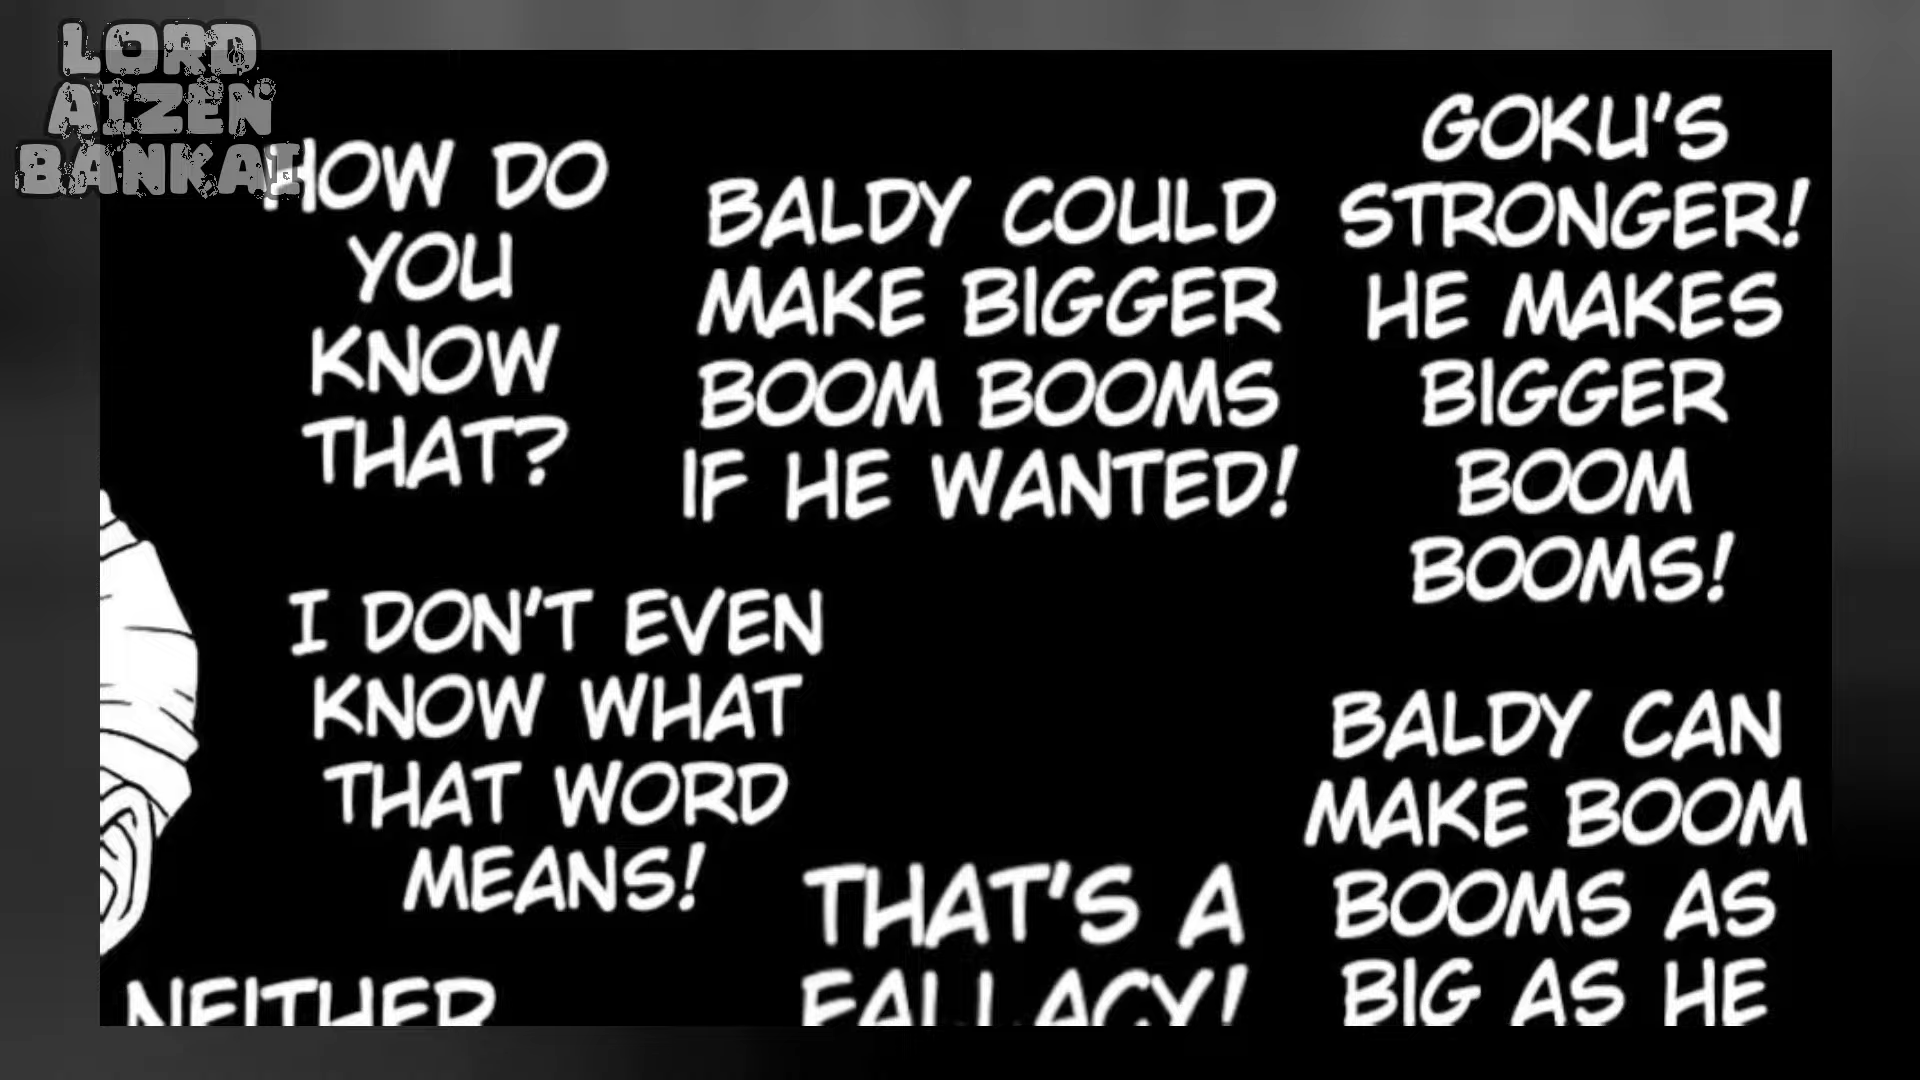 LORD
AIZEN
BANKAI
HOW DO
YOU
KNOW
THAT?
BALDY COULD
MAKE BIGGER
BOOM BOOMS
IF HE WANTED!
GOKU'S
STRONGER!
HE MAKES
BIGGER
BOOM
BOOMS!
I DON'T EVEN
KNOW WHAT
THAT WORD
MEANS!
BALDY CAN
MAKE BOOM
BOOMS AS
BIG AS HE
THAT'S A
FALLACY!
NEITHER